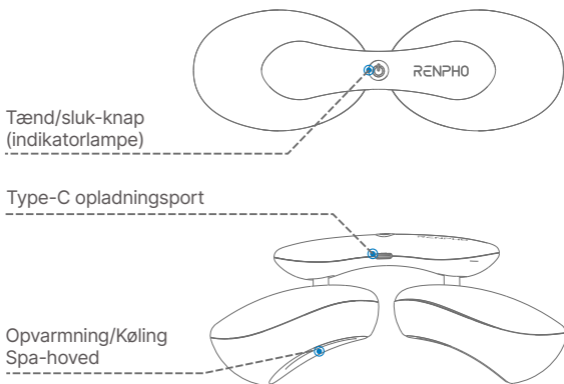 RENPHO
Tænd/sluk-knap
(indikatorlampe)
Type-C opladningsport
Opvarmning/Køling
Spa-hoved